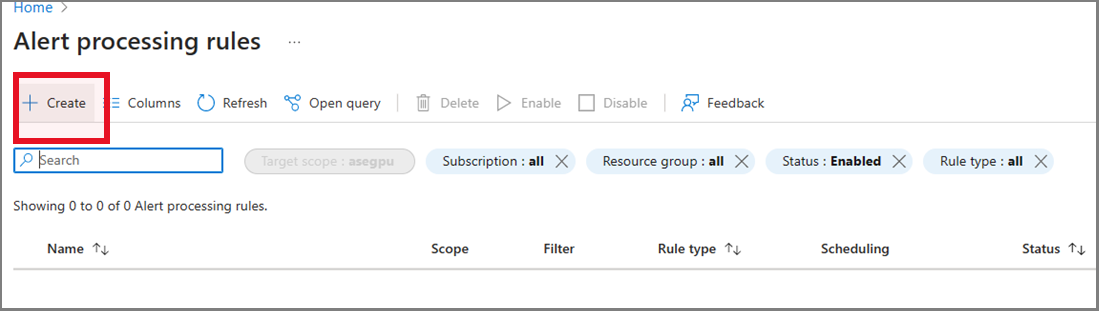 Home >
Alert processing rules ...
+ Create Columns Refresh Open query Delete Enable Disable Feedback
Search Target scope : asegpu Subscription : all Resource group : all Status : Enabled Rule type : all
Showing 0 to 0 of 0 Alert processing rules.
Name Scope Filter Rule type Scheduling Status